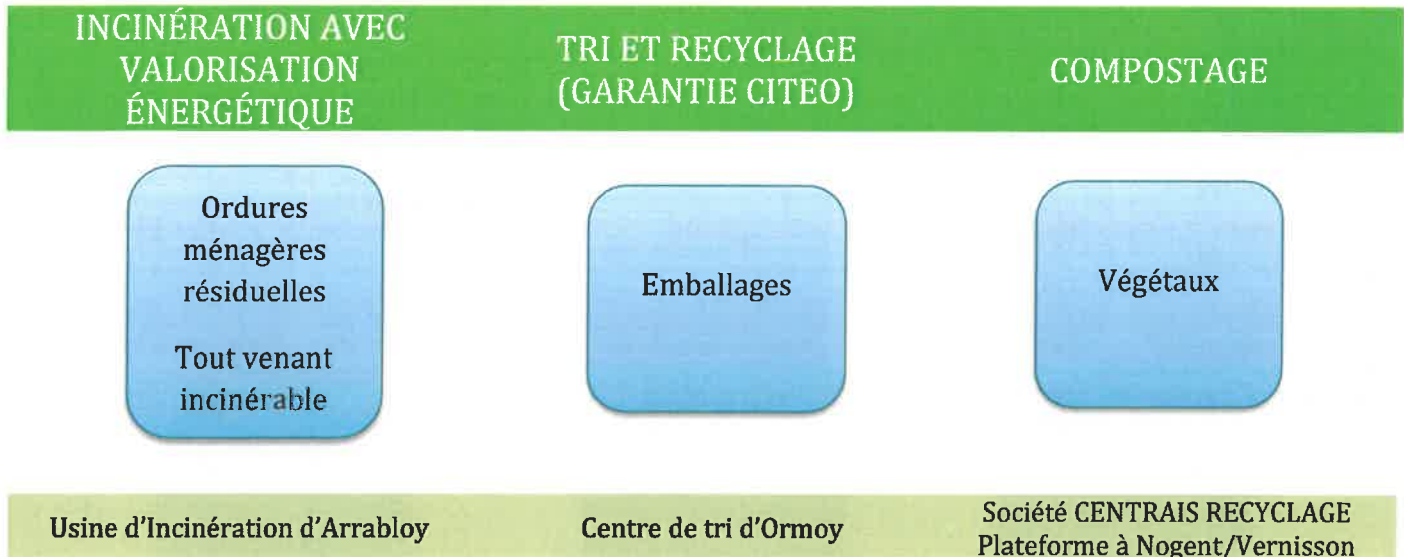 INCINÉRATION AVEC
VALORISATION
ÉNERGÉTIQUE
TRI ET RECYCLAGE
(GARANTIE CITEO)
COMPOSTAGE
Ordures
ménagères
résiduelles
Tout venant
incinérable
Emballages
Végétaux
Usine d'Incinération d'Arrabloy
Centre de tri d'Ormoy
Société CENTRAIS RECYCLAGE
Plateforme à Nogent/Vernisson